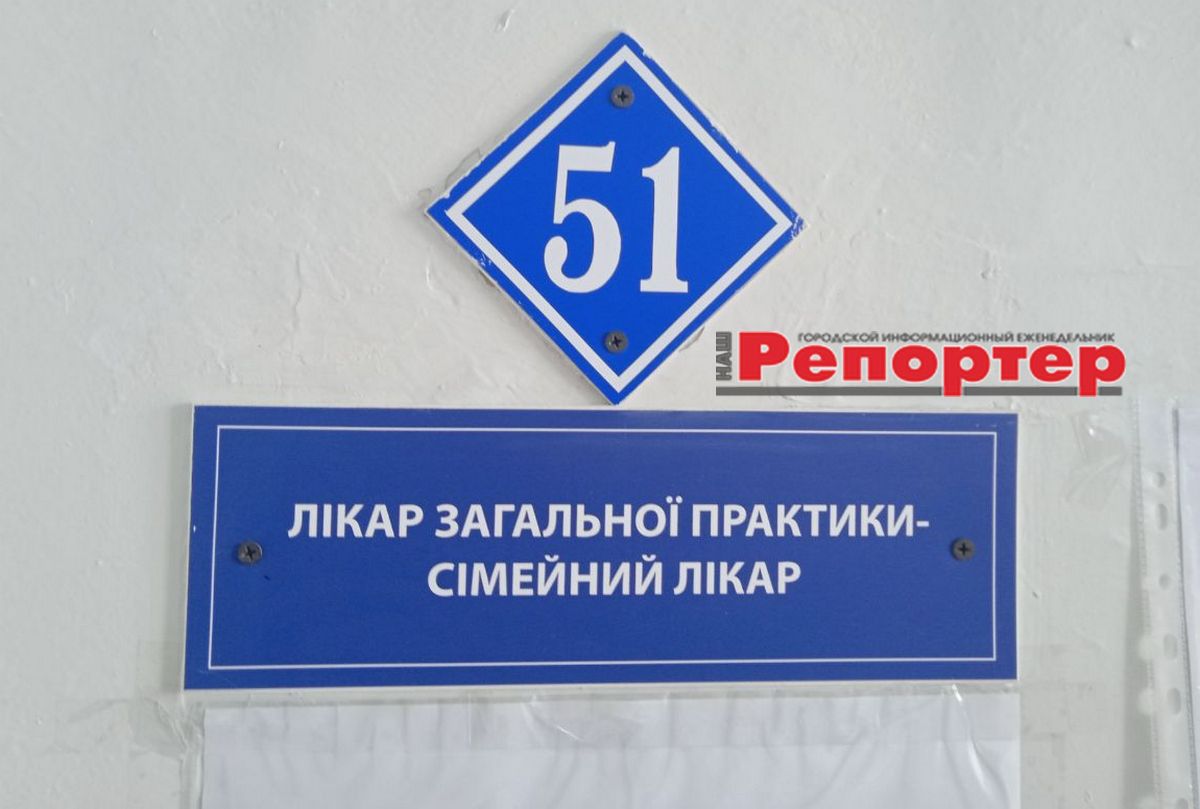 51
ГОРОДСКОЙ ИНФОРМАЦИОННЫЙ ЕЖЕНЕДЕЛЬНИК
НАШ
Репортер
ЛІКАР ЗАГАЛЬНОЇ ПРАКТИКИ-
СІМЕЙНИЙ ЛІКАР